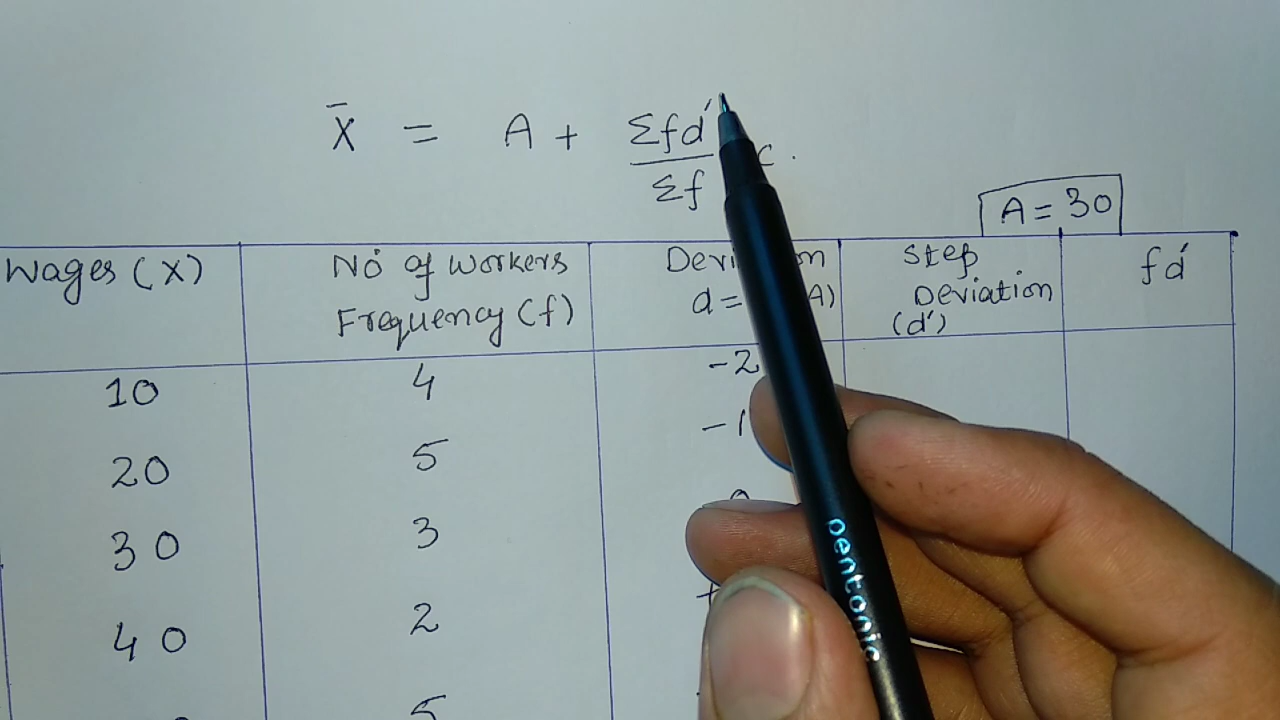 X̄ = A + Σfd′ / Σf c.
A = 30
Wages (X) No of workers Frequency (f) d = A) Step Deviation (d′) fd′
10 4 -2
20 5 -1
30 3
40 2
5
pentonic